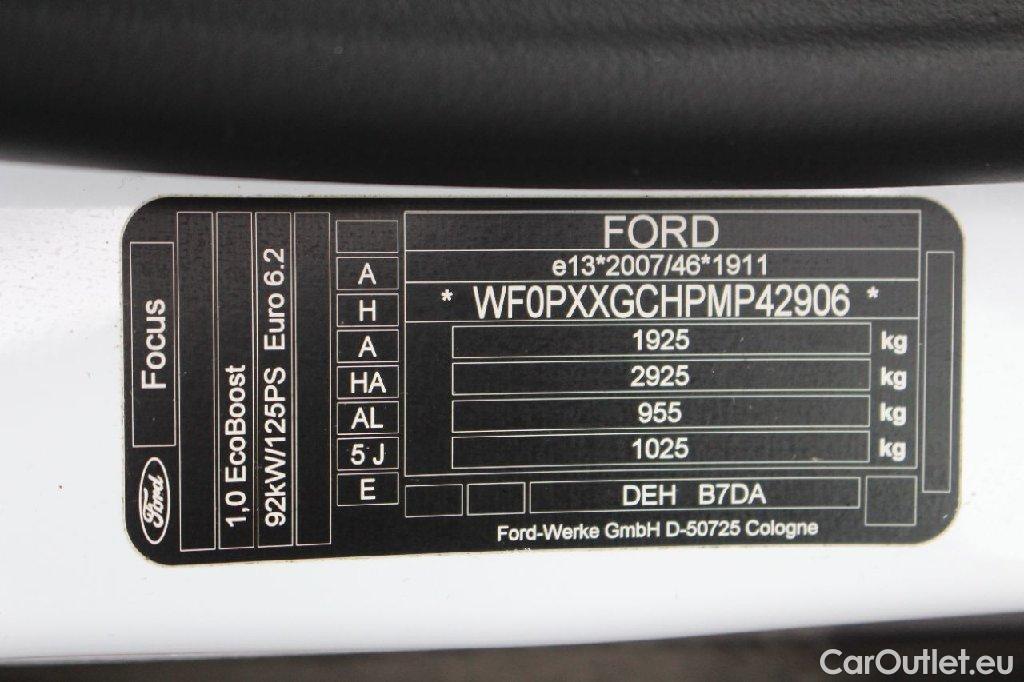 Focus
Ford
1,0 EcoBoost
92kW/125PS Euro 6.2
A
H
A
HA
AL
5 J
E
FORD
e13*2007/46*1911
* WF0PXXGCHPMP42906 *
1925 kg
2925 kg
955 kg
1025 kg
DEH B7DA
Ford-Werke GmbH D-50725 Cologne
CarOutlet.eu